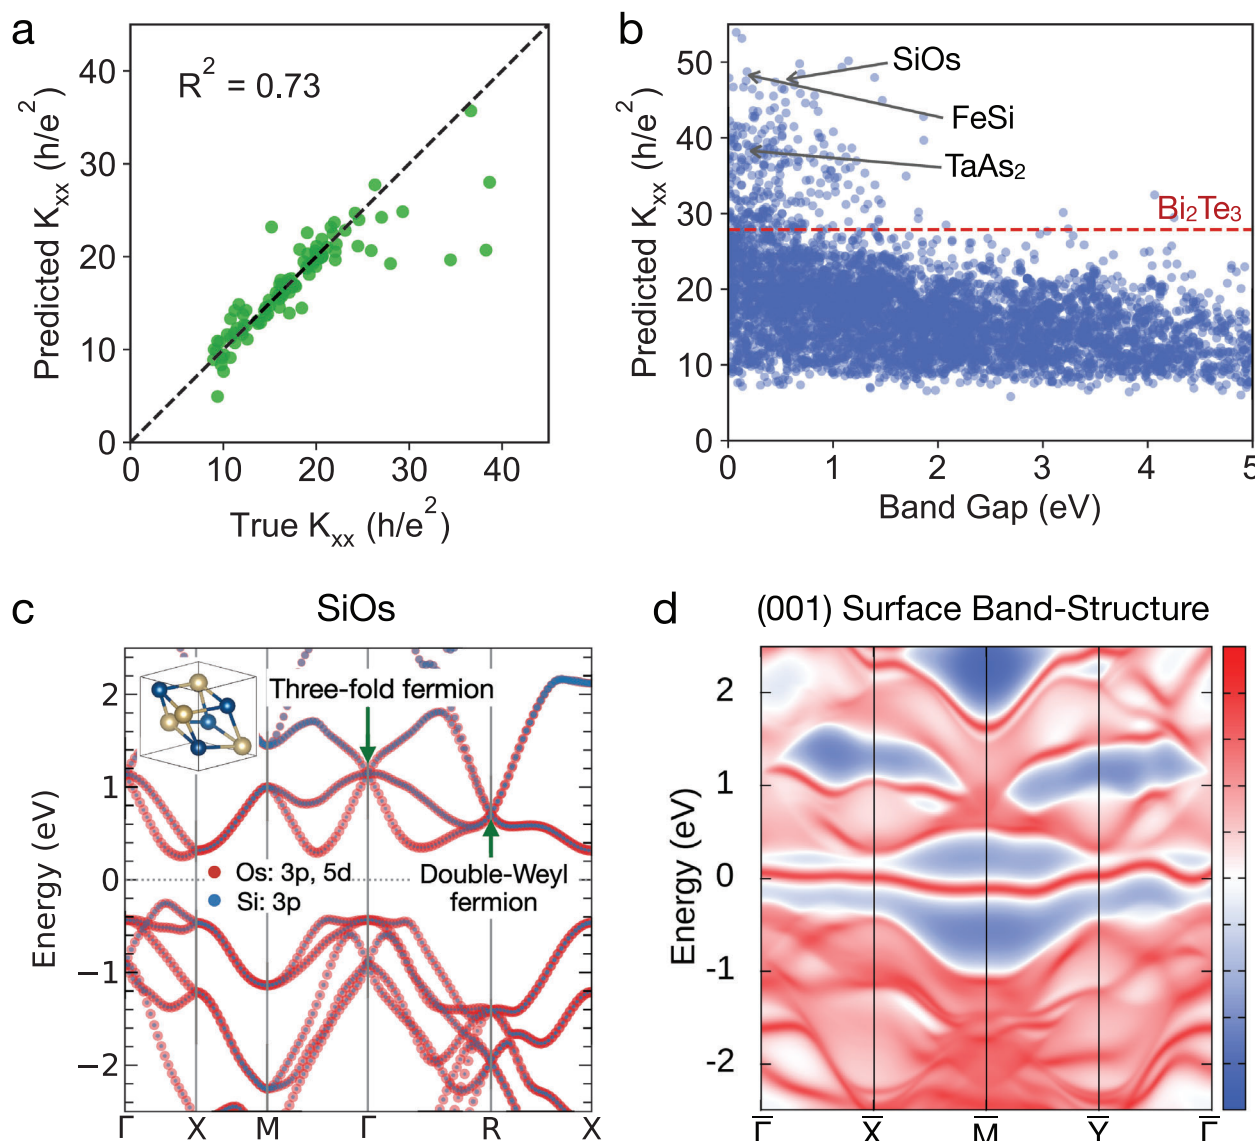 a
R² = 0.73
Predicted Kₓₓ (h/e²)
40
30
20
10
0
0 10 20 30 40
True Kₓₓ (h/e²)
b
SiOs
FeSi
TaAs₂
Bi₂Te₃
Predicted Kₓₓ (h/e²)
50
40
30
20
10
0
0 1 2 3 4 5
Band Gap (eV)
c
SiOs
Three-fold fermion
Os: 3p, 5d
Si: 3p
Double-Weyl
fermion
Energy (eV)
2
1
0
−1
−2
Γ X M Γ R X
d
(001) Surface Band-Structure
Energy (eV)
2
1
0
-1
-2
Γ̅ X̅ M̅ Y̅ Γ̅